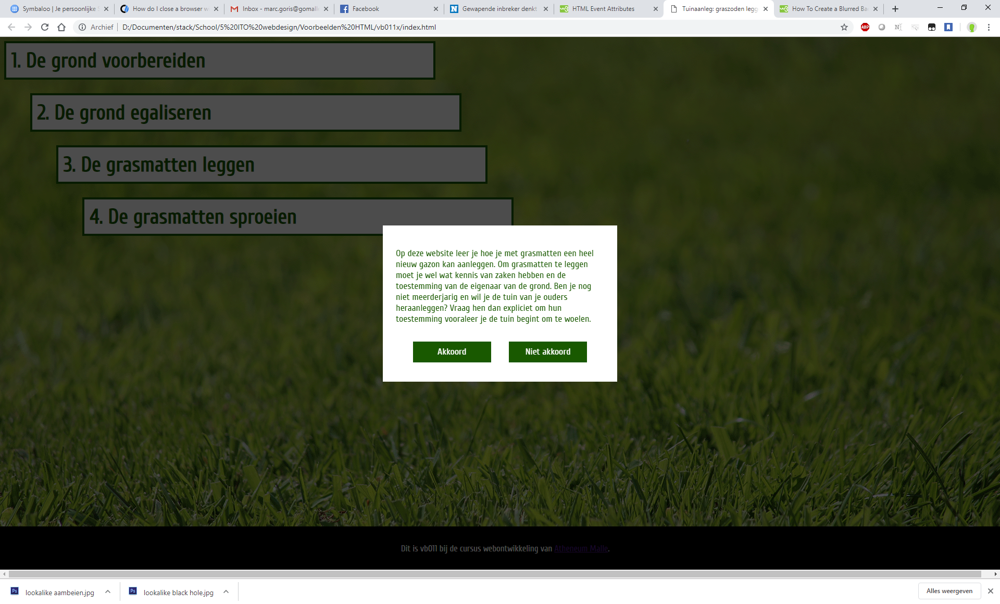 Symbaloo | Je persoonlijke
How do I close a browser w
Inbox - marc.goris@gomall
Facebook
Gewapende inbreker denkt
HTML Event Attributes
Tuinaanleg: graszoden legg
How To Create a Blurred Ba
Archief
D:/Documenten/stack/School/5%20ITO%20webdesign/Voorbeelden%20HTML/vb011x/index.html
ABP
1. De grond voorbereiden
2. De grond egaliseren
3. De grasmatten leggen
4. De grasmatten sproeien
Op deze website leer je hoe je met grasmatten een heel
nieuw gazon kan aanleggen. Om grasmatten te leggen
moet je wel wat kennis van zaken hebben en de
toestemming van de eigenaar van de grond. Ben je nog
niet meerderjarig en wil je de tuin van je ouders
heraanleggen? Vraag hen dan expliciet om hun
toestemming vooraleer je de tuin begint om te woelen.
Akkoord
Niet akkoord
Dit is vb011 bij de cursus webontwikkeling van Atheneum Malle.
lookalike aambeien.jpg
lookalike black hole.jpg
Alles weergeven